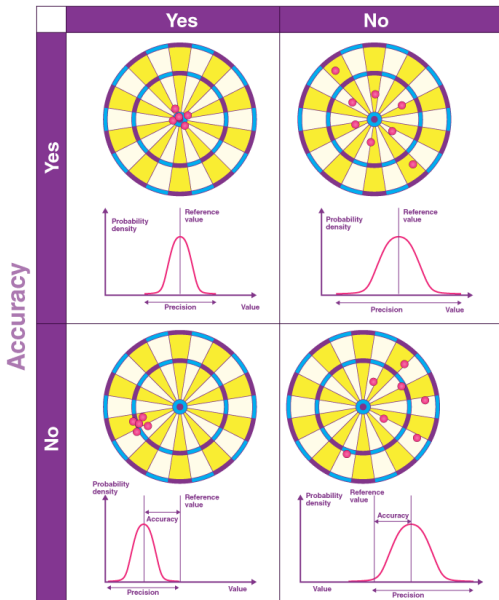 Yes
No
Accuracy
Yes
Probability
density
Reference
value
Precision
Value
Probability
density
Reference
value
Precision
Value
No
Probability
density
Reference
value
Accuracy
Precision
Value
Probability
density
Reference
value
Accuracy
Value
Precision